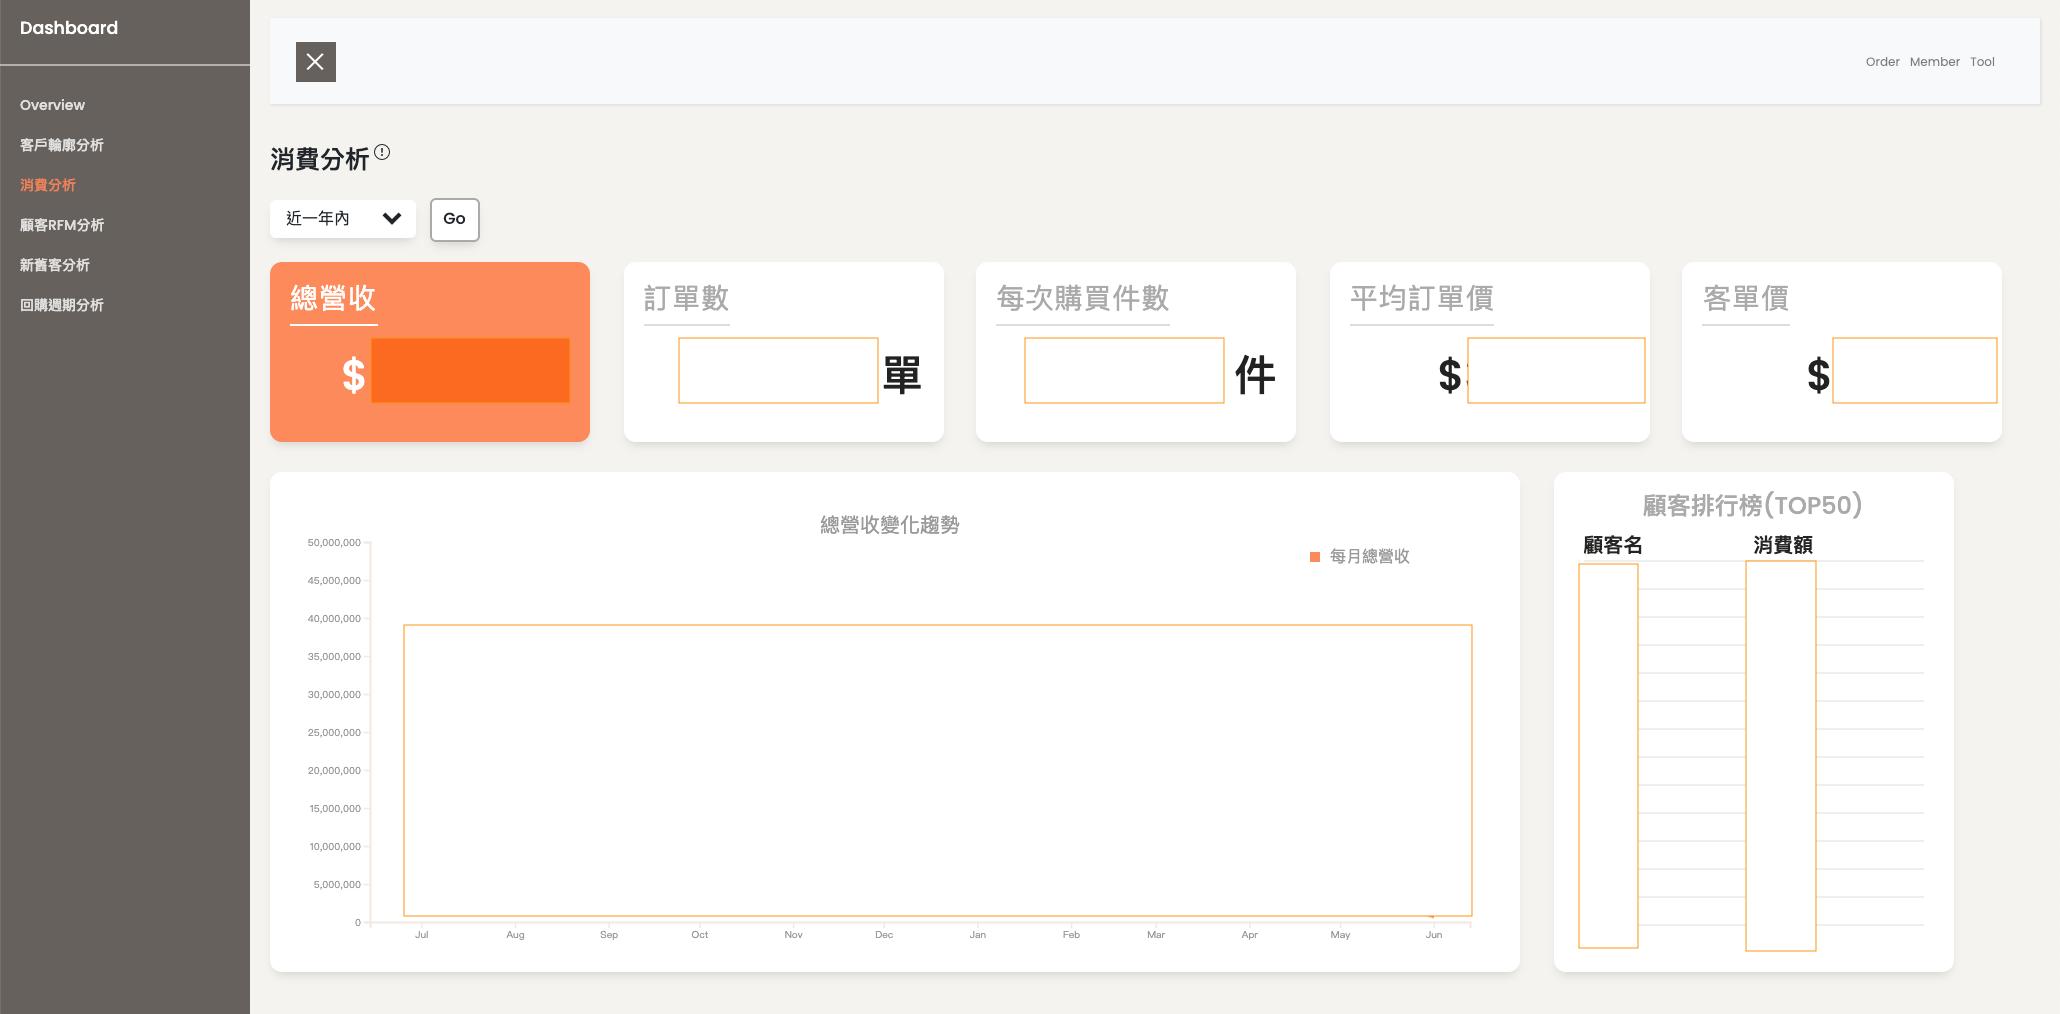 Dashboard
Overview
客戶輪廓分析
消費分析
顧客RFM分析
新舊客分析
回購週期分析
Order Member Tool
消費分析
近一年內
Go
總營收
$
訂單數
單
每次購買件數
件
平均訂單價
$
客單價
$
總營收變化趨勢
每月總營收
50,000,000
45,000,000
40,000,000
35,000,000
30,000,000
25,000,000
20,000,000
15,000,000
10,000,000
5,000,000
0
Jul Aug Sep Oct Nov Dec Jan Feb Mar Apr May Jun
顧客排行榜(TOP50)
顧客名 消費額